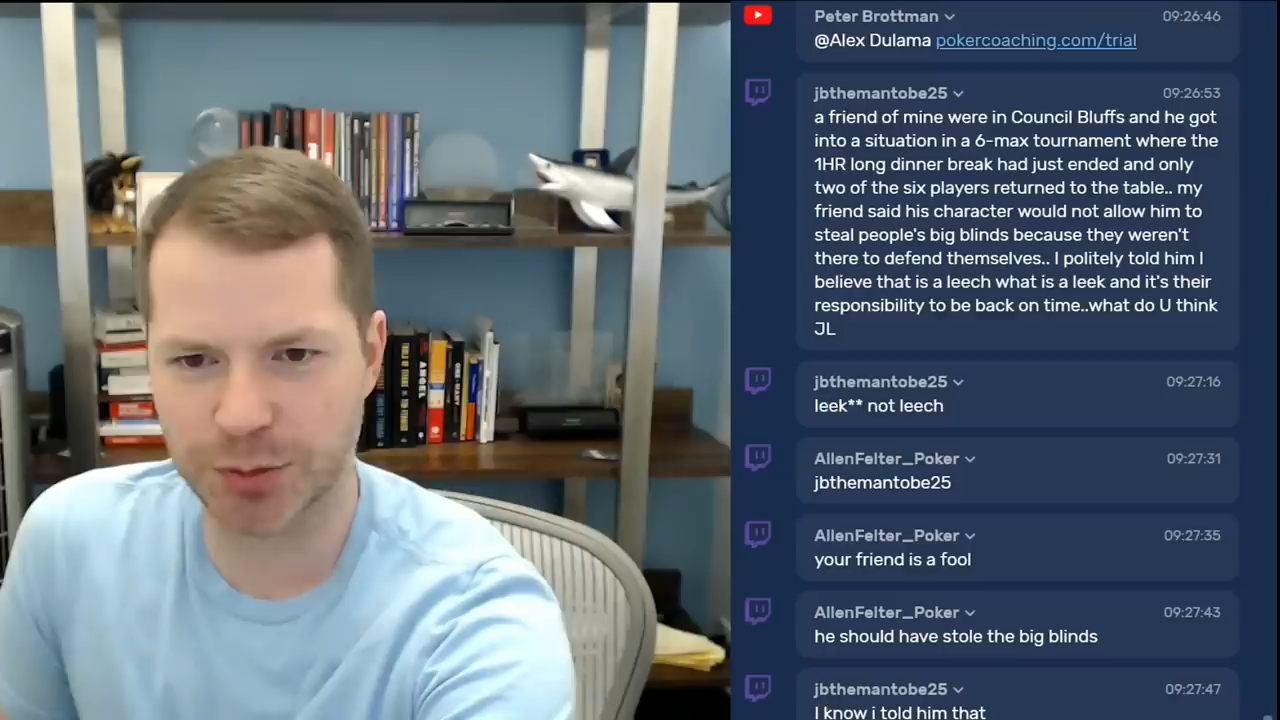 Peter Brottman
09:26:46
@Alex Dulama pokercoaching.com/trial
jbthemantobe25
09:26:53
a friend of mine were in Council Bluffs and he got
into a situation in a 6-max tournament where the
1HR long dinner break had just ended and only
two of the six players returned to the table.. my
friend said his character would not allow him to
steal people's big blinds because they weren't
there to defend themselves.. I politely told him I
believe that is a leech what is a leek and it's their
responsibility to be back on time..what do U think
JL
jbthemantobe25
09:27:16
leek** not leech
AllenFelter_Poker
09:27:31
jbthemantobe25
AllenFelter_Poker
09:27:35
your friend is a fool
AllenFelter_Poker
09:27:43
he should have stole the big blinds
jbthemantobe25
09:27:47
I know i told him that
ANGEL